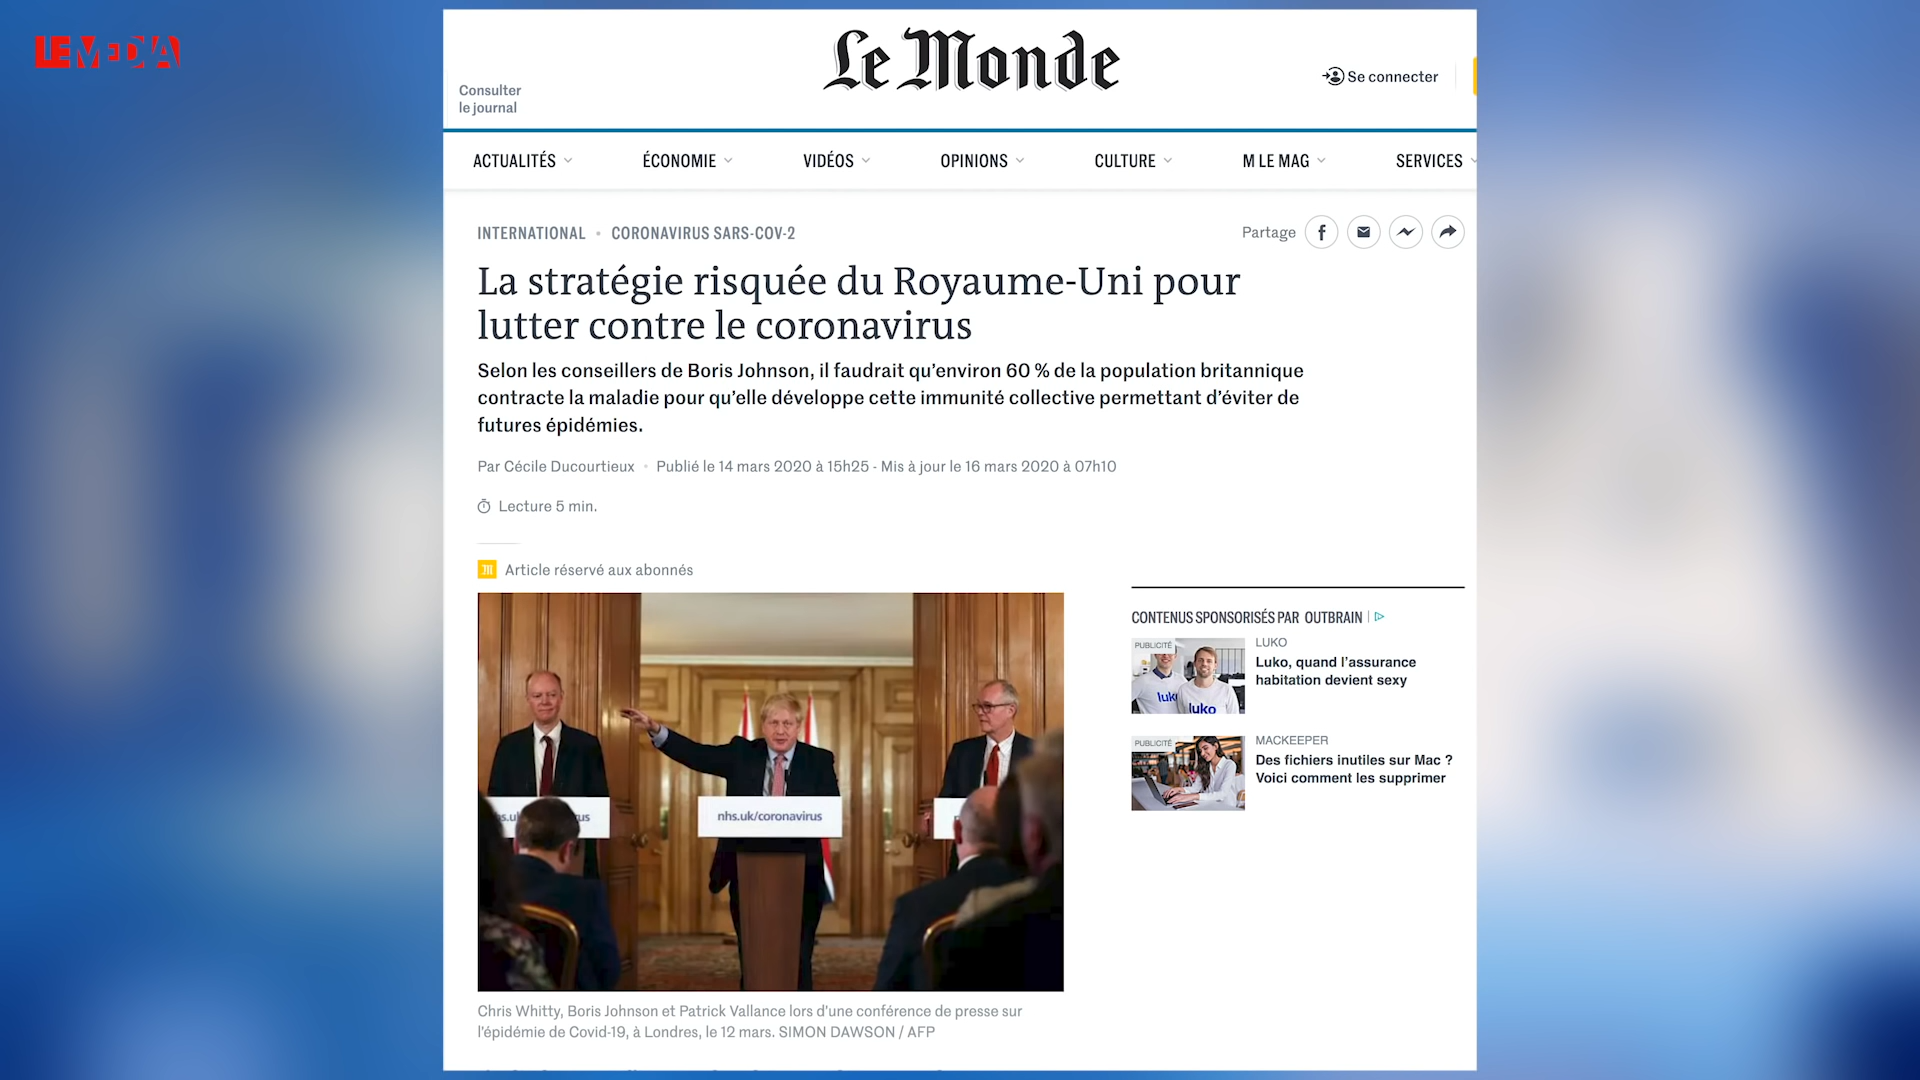 LEMEDIA
Le Monde
Consulter
le journal
Se connecter
ACTUALITÉS
ÉCONOMIE
VIDÉOS
OPINIONS
CULTURE
M LE MAG
SERVICES
INTERNATIONAL • CORONAVIRUS SARS-COV-2
Partage
La stratégie risquée du Royaume-Uni pour
lutter contre le coronavirus
Selon les conseillers de Boris Johnson, il faudrait qu’environ 60 % de la population britannique
contracte la maladie pour qu’elle développe cette immunité collective permettant d’éviter de
futures épidémies.
Par Cécile Ducourtieux • Publié le 14 mars 2020 à 15h25 - Mis à jour le 16 mars 2020 à 07h10
Lecture 5 min.
Article réservé aux abonnés
nhs.uk/coronavirus
Chris Whitty, Boris Johnson et Patrick Vallance lors d’une conférence de presse sur
l’épidémie de Covid-19, à Londres, le 12 mars. SIMON DAWSON / AFP
CONTENUS SPONSORISÉS PAR OUTBRAIN
PUBLICITÉ
luko
LUKO
Luko, quand l’assurance
habitation devient sexy
PUBLICITÉ
MACKEEPER
Des fichiers inutiles sur Mac ?
Voici comment les supprimer